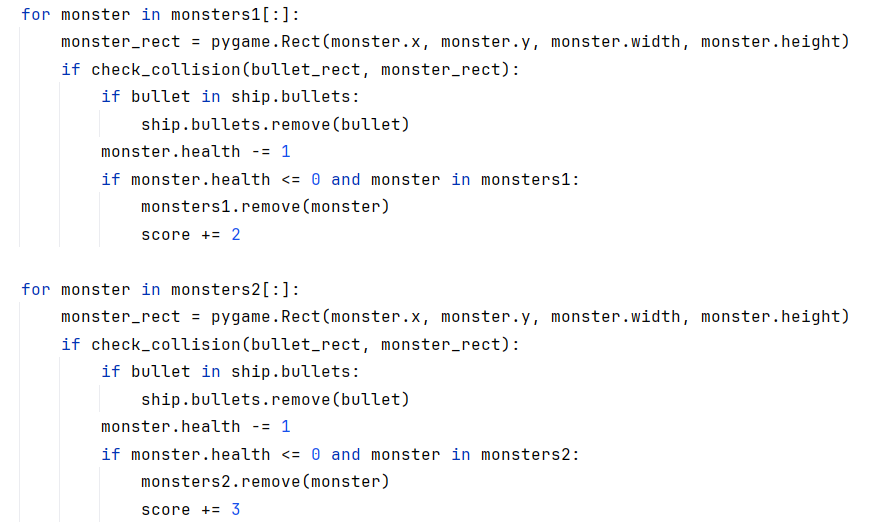 for monster in monsters1[:]:
    monster_rect = pygame.Rect(monster.x, monster.y, monster.width, monster.height)
    if check_collision(bullet_rect, monster_rect):
        if bullet in ship.bullets:
            ship.bullets.remove(bullet)
        monster.health -= 1
        if monster.health <= 0 and monster in monsters1:
            monsters1.remove(monster)
            score += 2

for monster in monsters2[:]:
    monster_rect = pygame.Rect(monster.x, monster.y, monster.width, monster.height)
    if check_collision(bullet_rect, monster_rect):
        if bullet in ship.bullets:
            ship.bullets.remove(bullet)
        monster.health -= 1
        if monster.health <= 0 and monster in monsters2:
            monsters2.remove(monster)
            score += 3